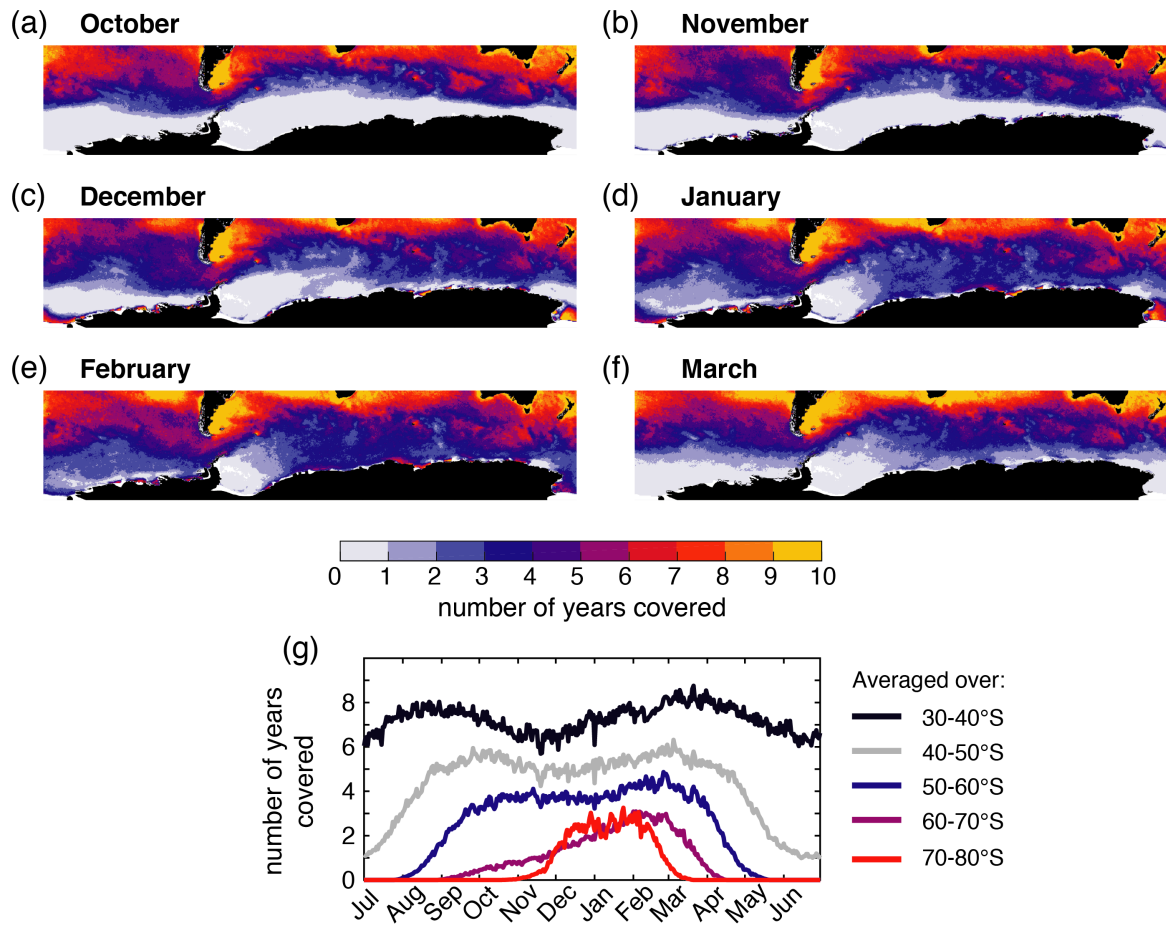 (a) October
(b) November
(c) December
(d) January
(e) February
(f) March
0 1 2 3 4 5 6 7 8 9 10
number of years covered
(g)
number of years
covered
8
6
4
2
0
Jul Aug Sep Oct Nov Dec Jan Feb Mar Apr May Jun
Averaged over:
30-40°S
40-50°S
50-60°S
60-70°S
70-80°S